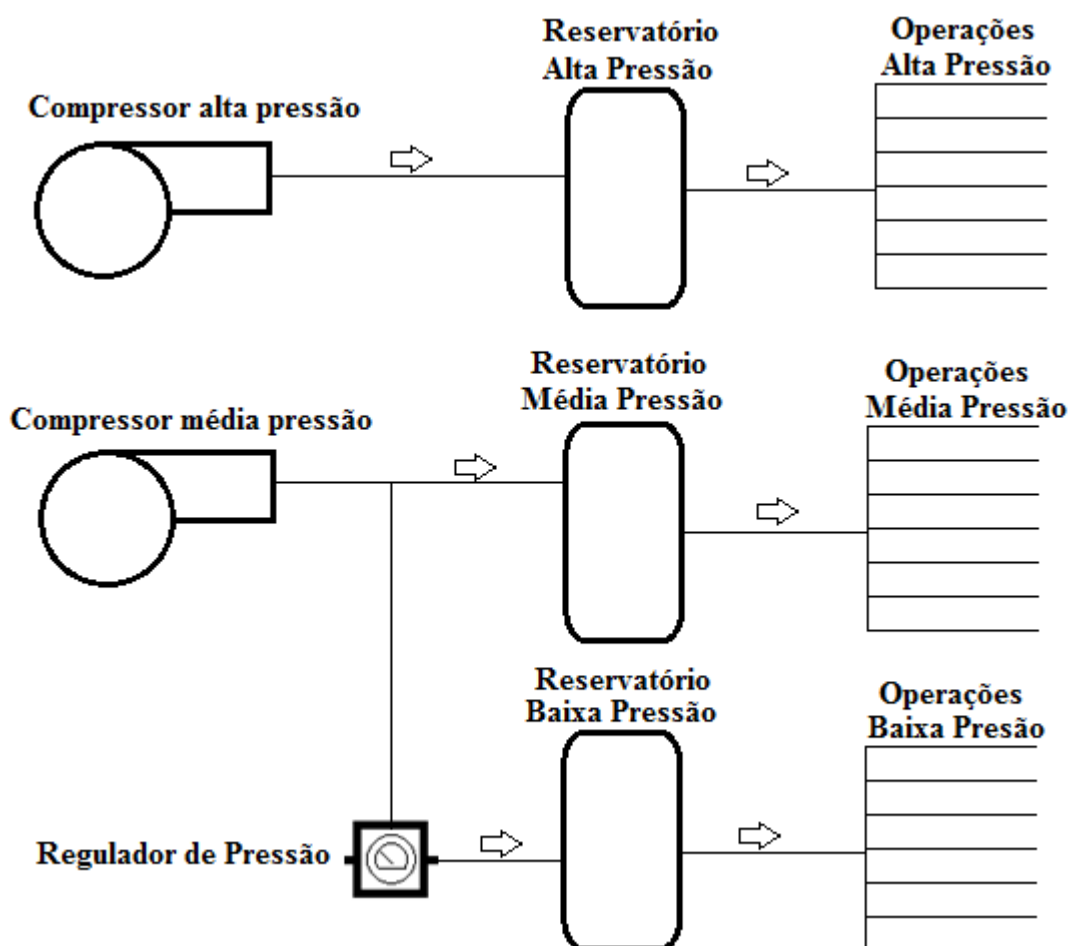 Reservatório
Alta Pressão
Operações
Alta Pressão
Compressor alta pressão
Reservatório
Média Pressão
Operações
Média Pressão
Compressor média pressão
Reservatório
Baixa Pressão
Operações
Baixa Presão
Regulador de Pressão